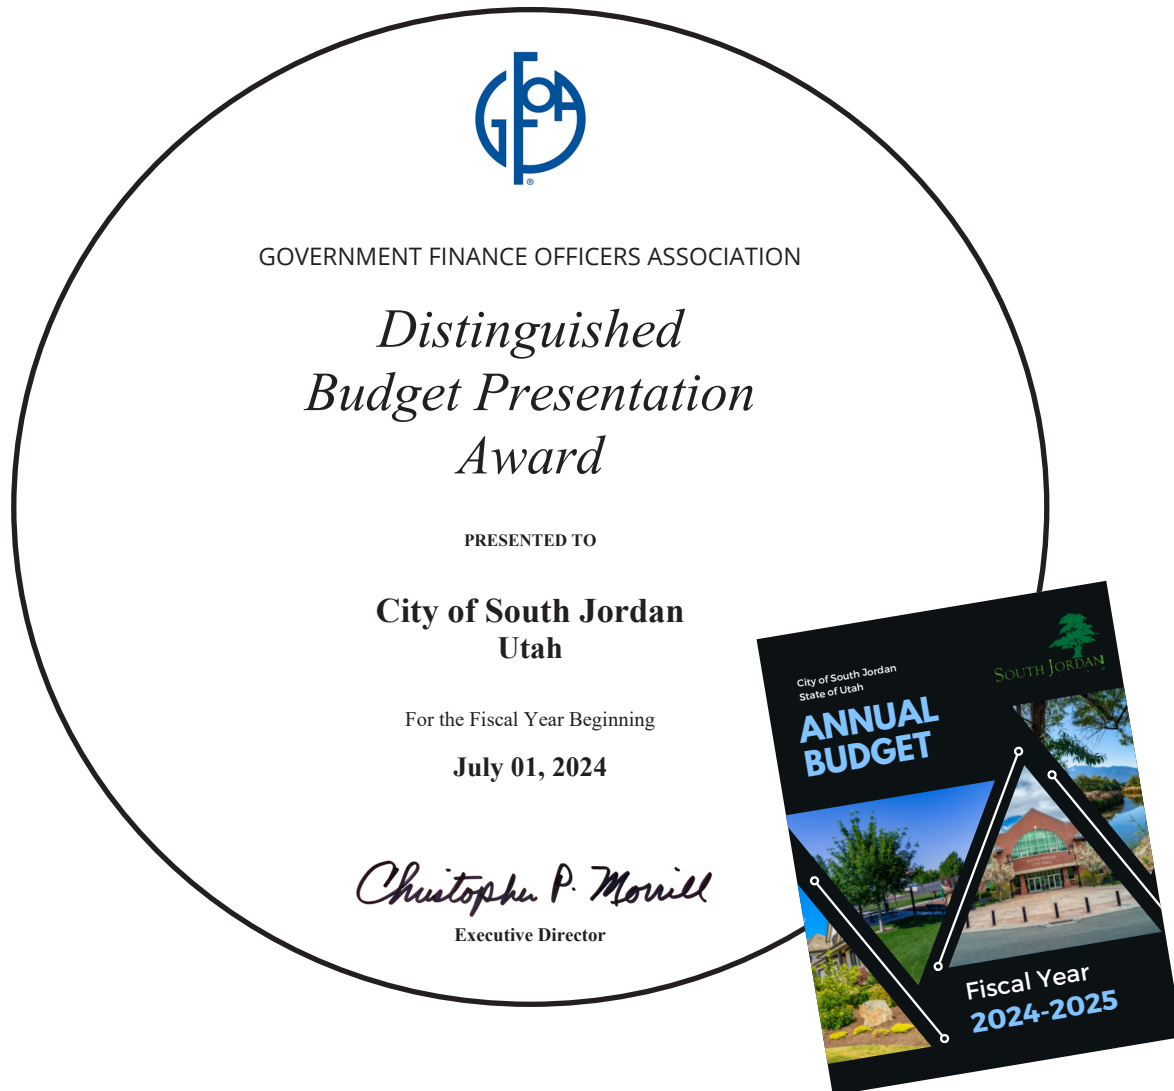 GFOA
®
GOVERNMENT FINANCE OFFICERS ASSOCIATION
Distinguished
Budget Presentation
Award
PRESENTED TO
City of South Jordan
Utah
For the Fiscal Year Beginning
July 01, 2024
Christopher P. Morrill
Executive Director
City of South Jordan
State of Utah
SOUTH JORDAN
ANNUAL
BUDGET
Fiscal Year
2024-2025